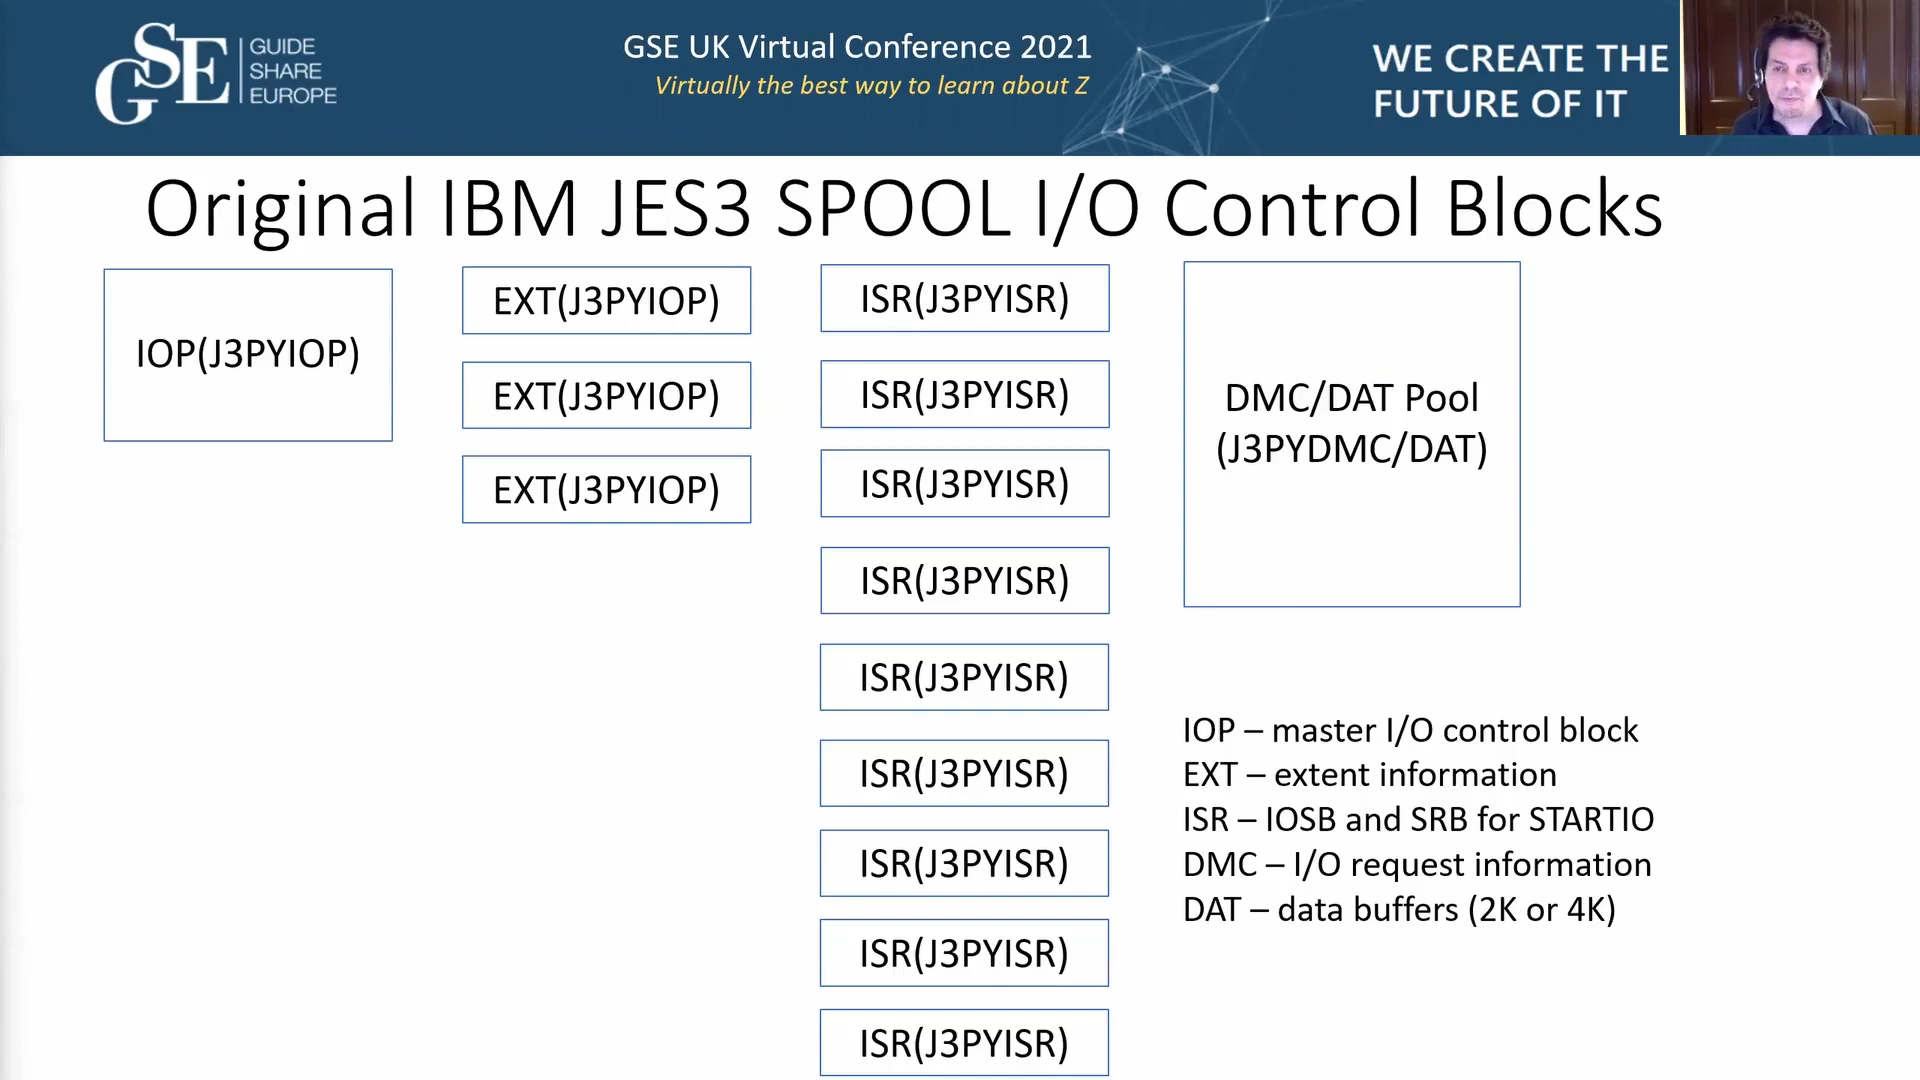 GSE
GUIDE
SHARE
EUROPE
GSE UK Virtual Conference 2021
Virtually the best way to learn about Z
WE CREATE THE
FUTURE OF IT
Original IBM JES3 SPOOL I/O Control Blocks
IOP(J3PYIOP)
EXT(J3PYIOP)
EXT(J3PYIOP)
EXT(J3PYIOP)
ISR(J3PYISR)
ISR(J3PYISR)
ISR(J3PYISR)
ISR(J3PYISR)
ISR(J3PYISR)
ISR(J3PYISR)
ISR(J3PYISR)
ISR(J3PYISR)
ISR(J3PYISR)
DMC/DAT Pool
(J3PYDMC/DAT)
IOP – master I/O control block
EXT – extent information
ISR – IOSB and SRB for STARTIO
DMC – I/O request information
DAT – data buffers (2K or 4K)